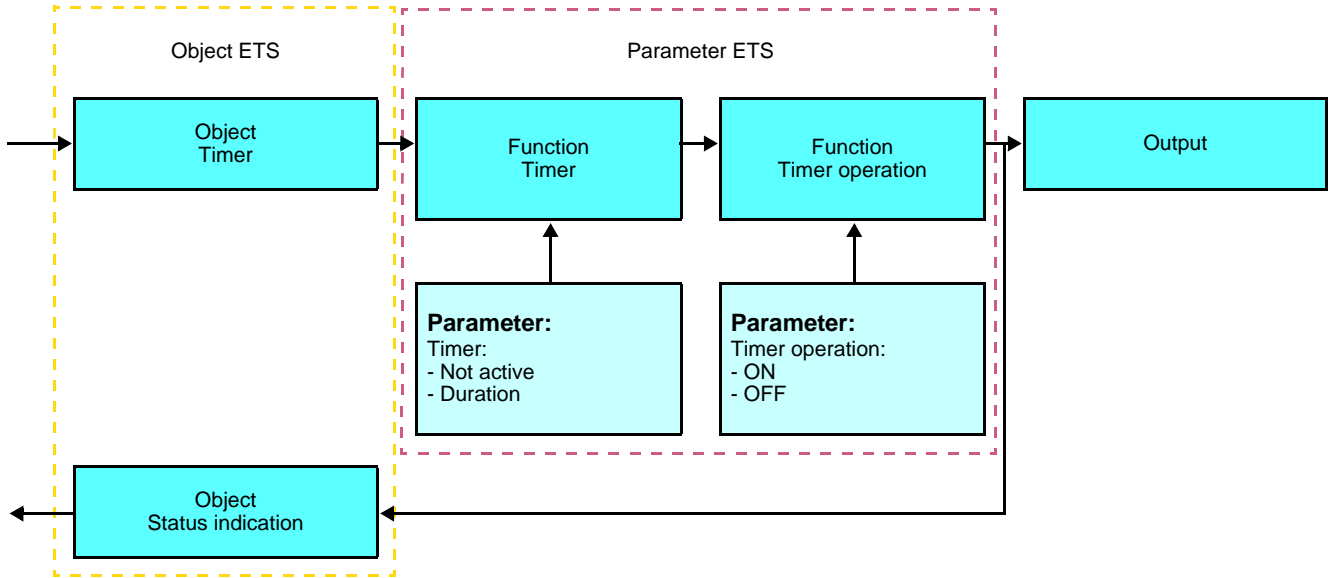 Object ETS
Parameter ETS
Object
Timer
Function
Timer
Function
Timer operation
Output
Parameter:
Timer:
- Not active
- Duration
Parameter:
Timer operation:
- ON
- OFF
Object
Status indication